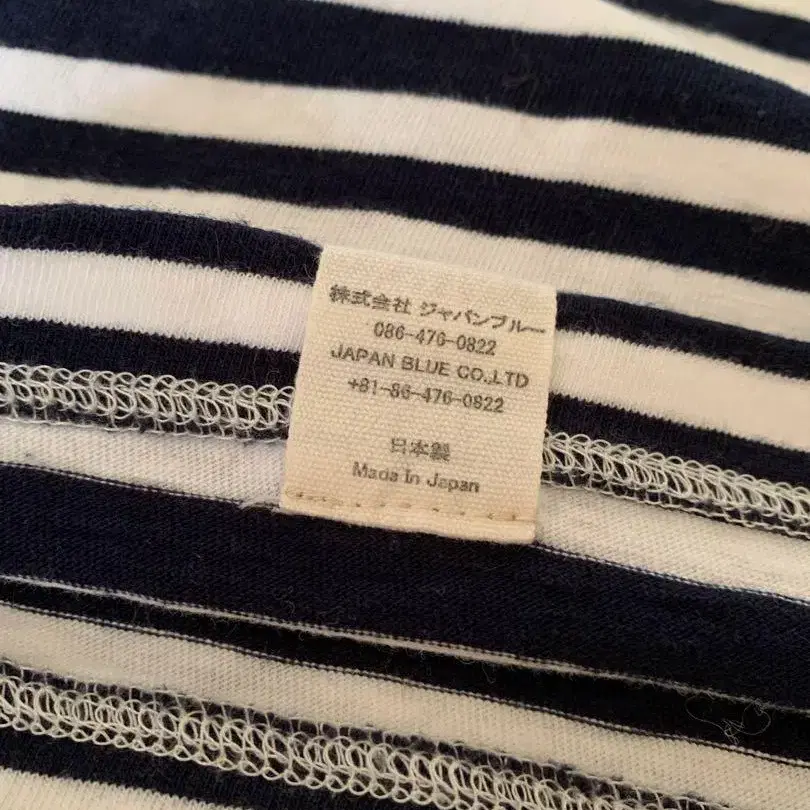 株式会社 ジャパンブルー
086-476-0822
JAPAN BLUE CO.,LTD
+81-86-476-0822
日本製
Made in Japan